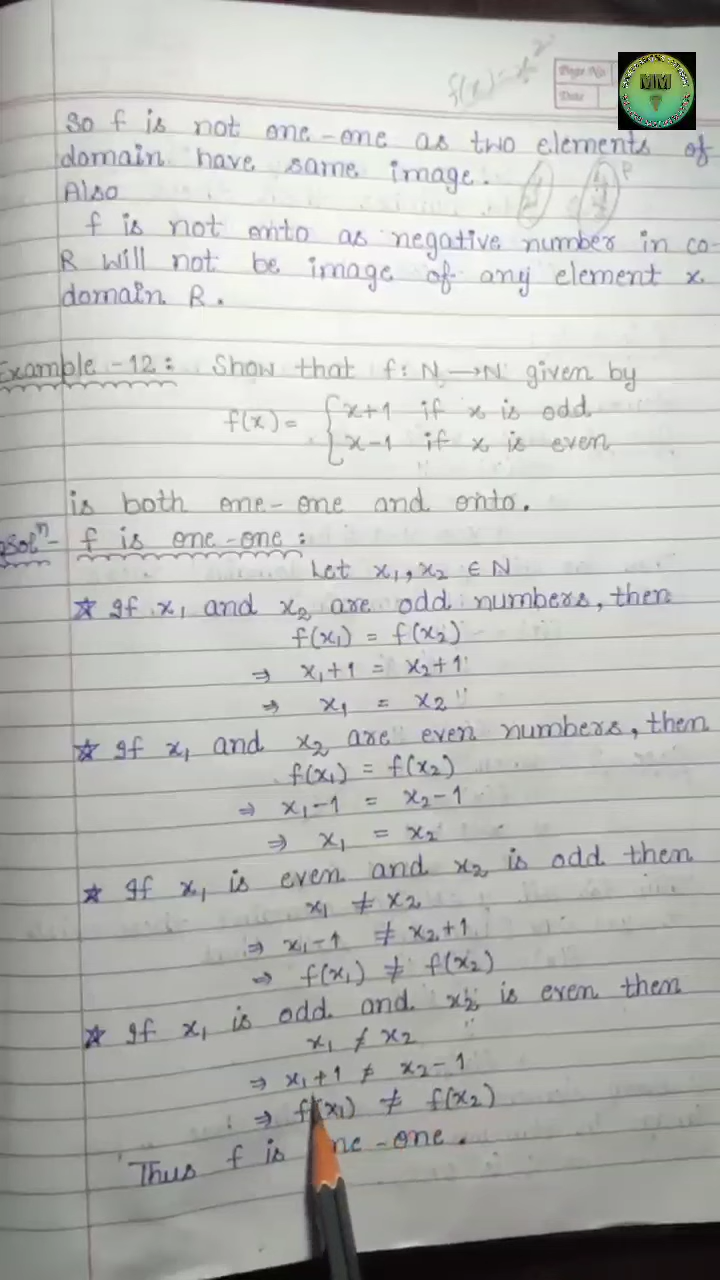 f(x) = x²
Page No
Date
MM
So f is not one-one as two elements of
domain have same image.
Also
f is not onto as negative number in co-
R will not be image of any element x
domain R.
Example-12: Show that f: N→N given by
f(x) = { x+1 if x is odd
x-1 if x is even
is both one-one and onto.
Solⁿ- f is one-one:
Let x₁, x₂ ∈ N
☆ If x₁ and x₂ are odd numbers, then
f(x₁) = f(x₂)
⇒ x₁+1 = x₂+1
⇒ x₁ = x₂
☆ If x₁ and x₂ are even numbers, then
f(x₁) = f(x₂)
⇒ x₁-1 = x₂-1
⇒ x₁ = x₂
☆ If x₁ is even and x₂ is odd then
x₁ ≠ x₂
⇒ x₁-1 ≠ x₂+1
⇒ f(x₁) ≠ f(x₂)
☆ If x₁ is odd and x₂ is even then
x₁ ≠ x₂
⇒ x₁+1 ≠ x₂-1
⇒ f(x₁) ≠ f(x₂)
Thus f is one-one.